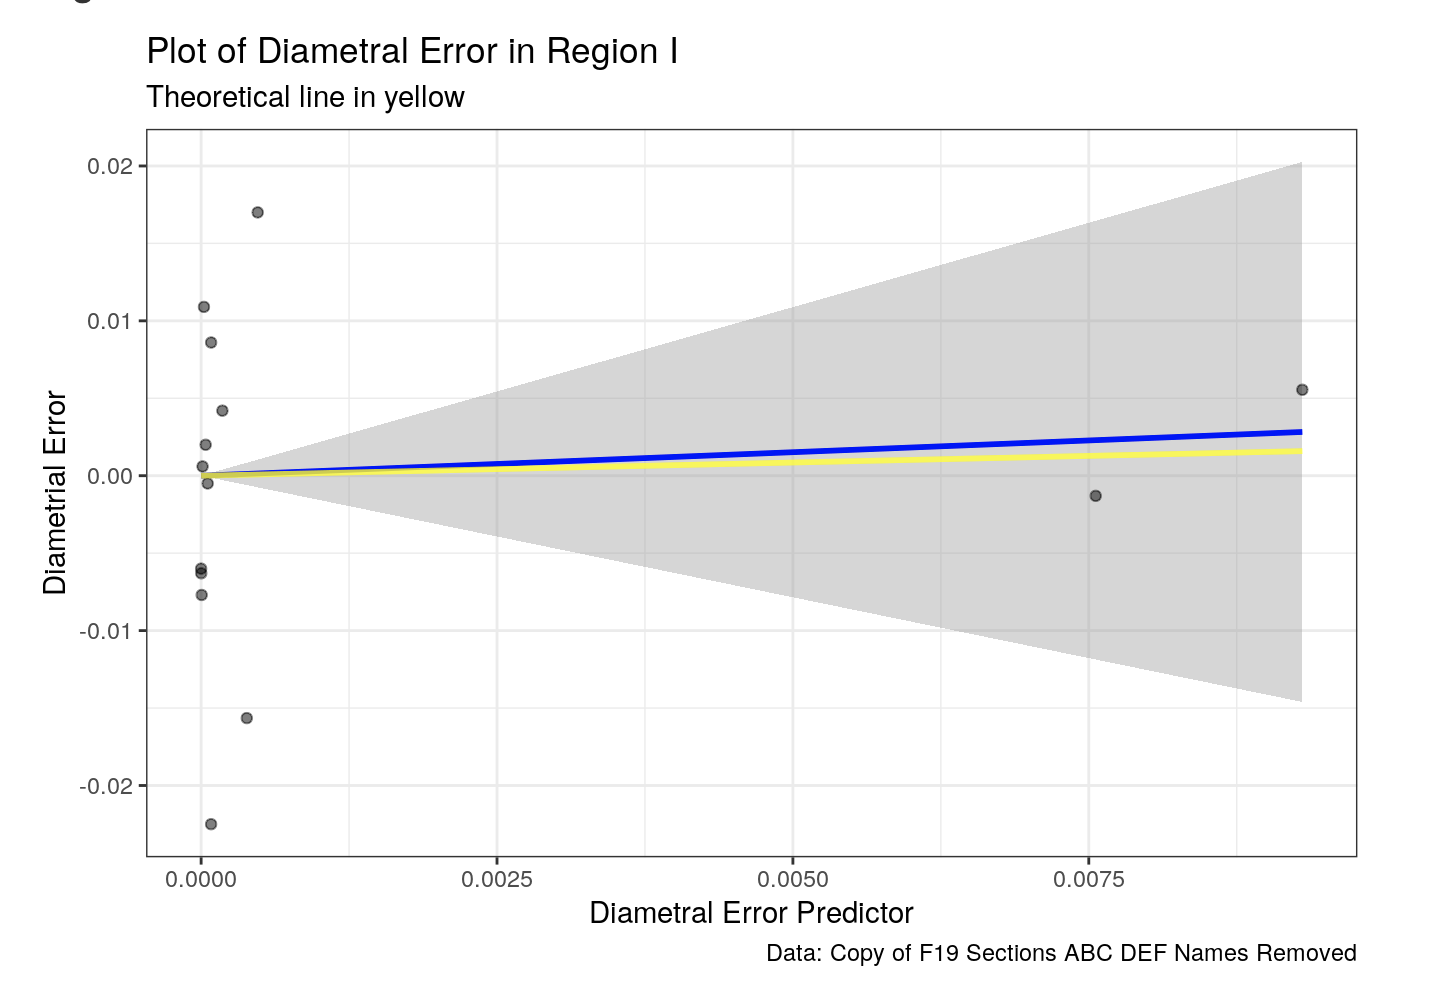 Plot of Diametral Error in Region I
Theoretical line in yellow
0.02
0.01
0.00
-0.01
-0.02
Diametrial Error
0.0000 0.0025 0.0050 0.0075
Diametral Error Predictor
Data: Copy of F19 Sections ABC DEF Names Removed